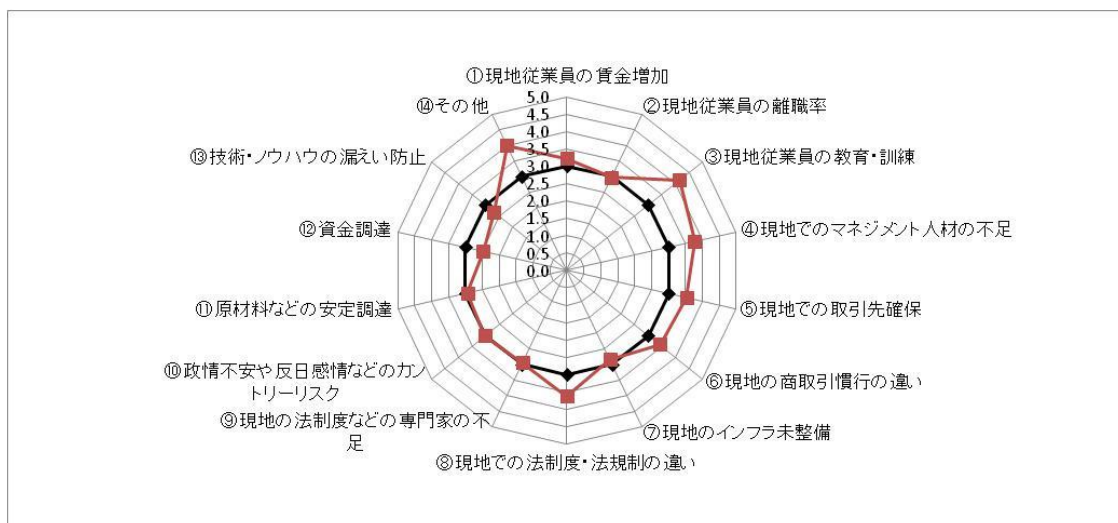 ①現地従業員の賃金増加
②現地従業員の離職率
③現地従業員の教育・訓練
④現地でのマネジメント人材の不足
⑤現地での取引先確保
⑥現地の商取引慣行の違い
⑦現地のインフラ未整備
⑧現地での法制度・法規制の違い
⑨現地の法制度などの専門家の不
足
⑩政情不安や反日感情などのカン
トリーリスク
⑪原材料などの安定調達
⑫資金調達
⑬技術・ノウハウの漏えい防止
⑭その他
5.0
4.5
4.0
3.5
3.0
2.5
2.0
1.5
1.0
0.5
0.0